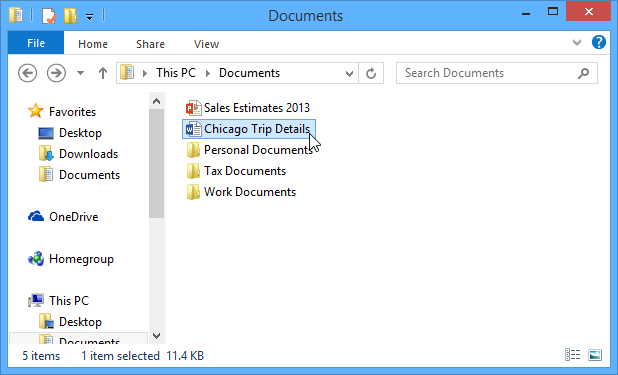 Documents
File Home Share View
This PC Documents
Search Documents
Favorites
Desktop
Downloads
Documents
OneDrive
Homegroup
This PC
Desktop
Documents
Sales Estimates 2013
Chicago Trip Details
Personal Documents
Tax Documents
Work Documents
5 items 1 item selected 11.4 KB